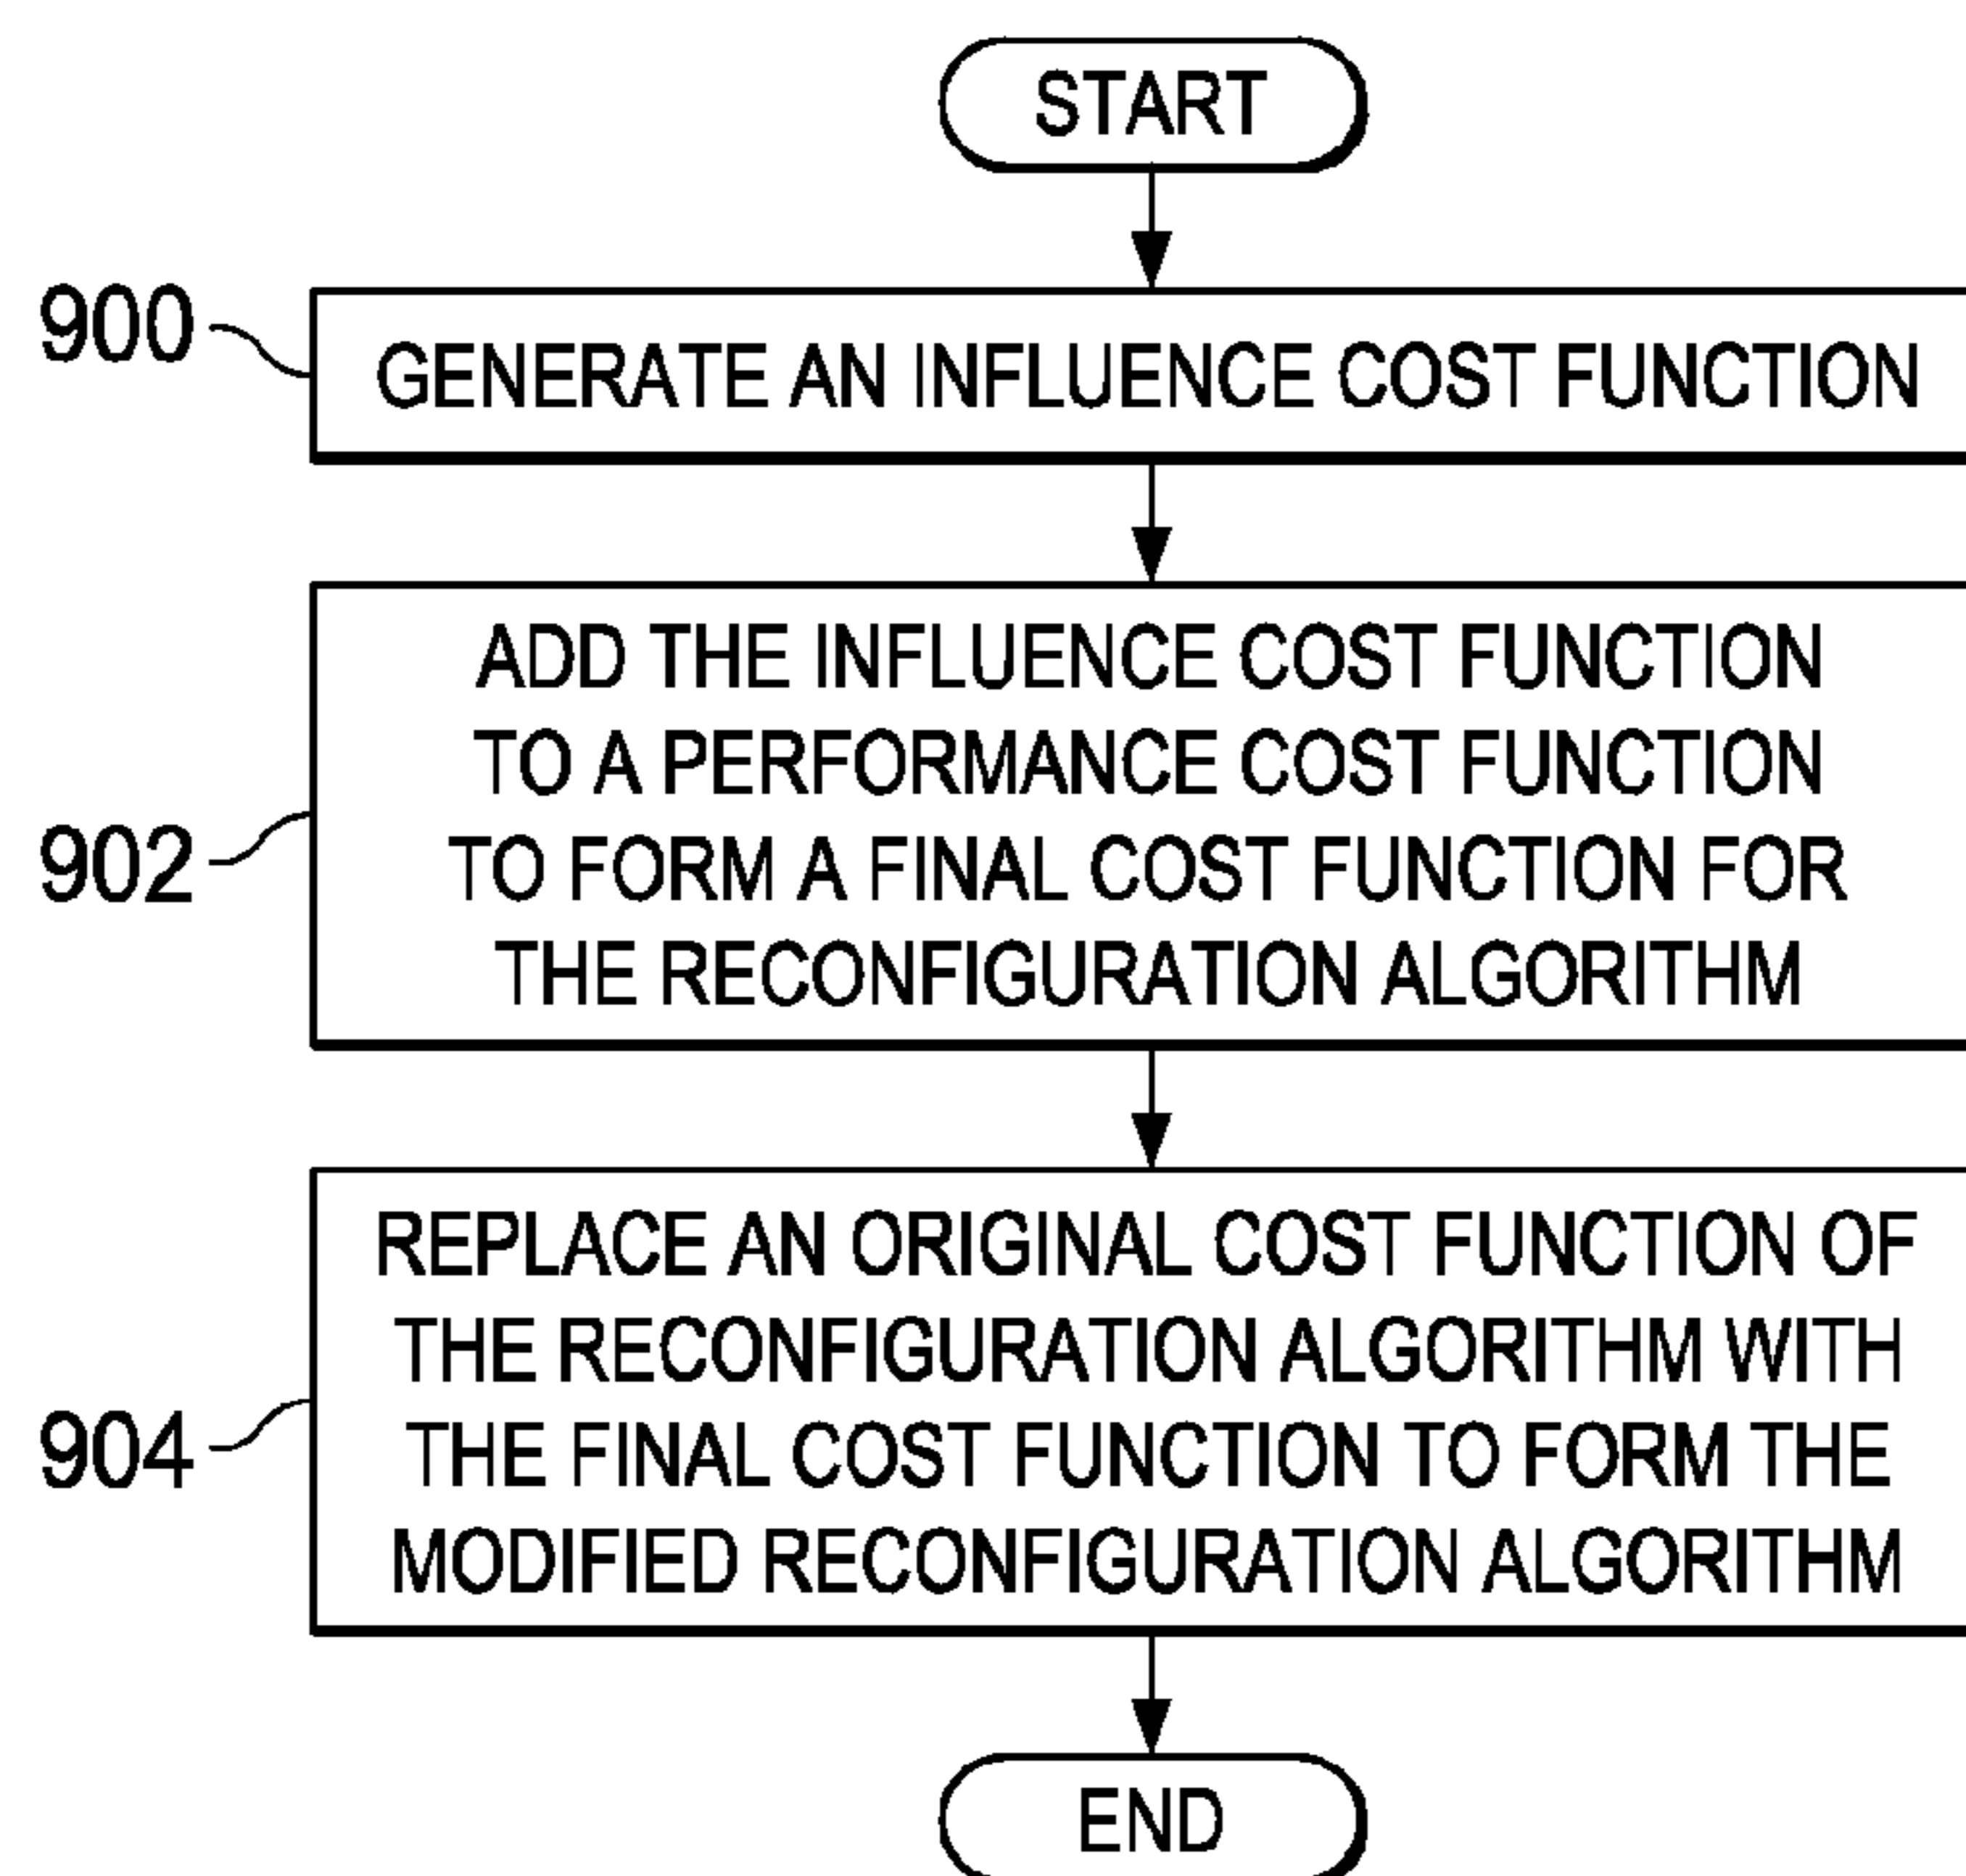 START
900
GENERATE AN INFLUENCE COST FUNCTION
902
ADD THE INFLUENCE COST FUNCTION
TO A PERFORMANCE COST FUNCTION
TO FORM A FINAL COST FUNCTION FOR
THE RECONFIGURATION ALGORITHM
904
REPLACE AN ORIGINAL COST FUNCTION OF
THE RECONFIGURATION ALGORITHM WITH
THE FINAL COST FUNCTION TO FORM THE
MODIFIED RECONFIGURATION ALGORITHM
END